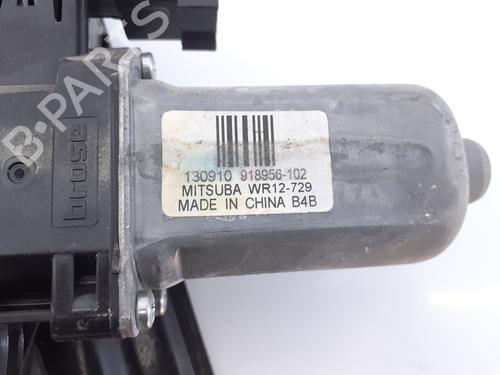 B-PARTS
brose
130910 918956-102
MITSUBA WR12-729
MADE IN CHINA B4B